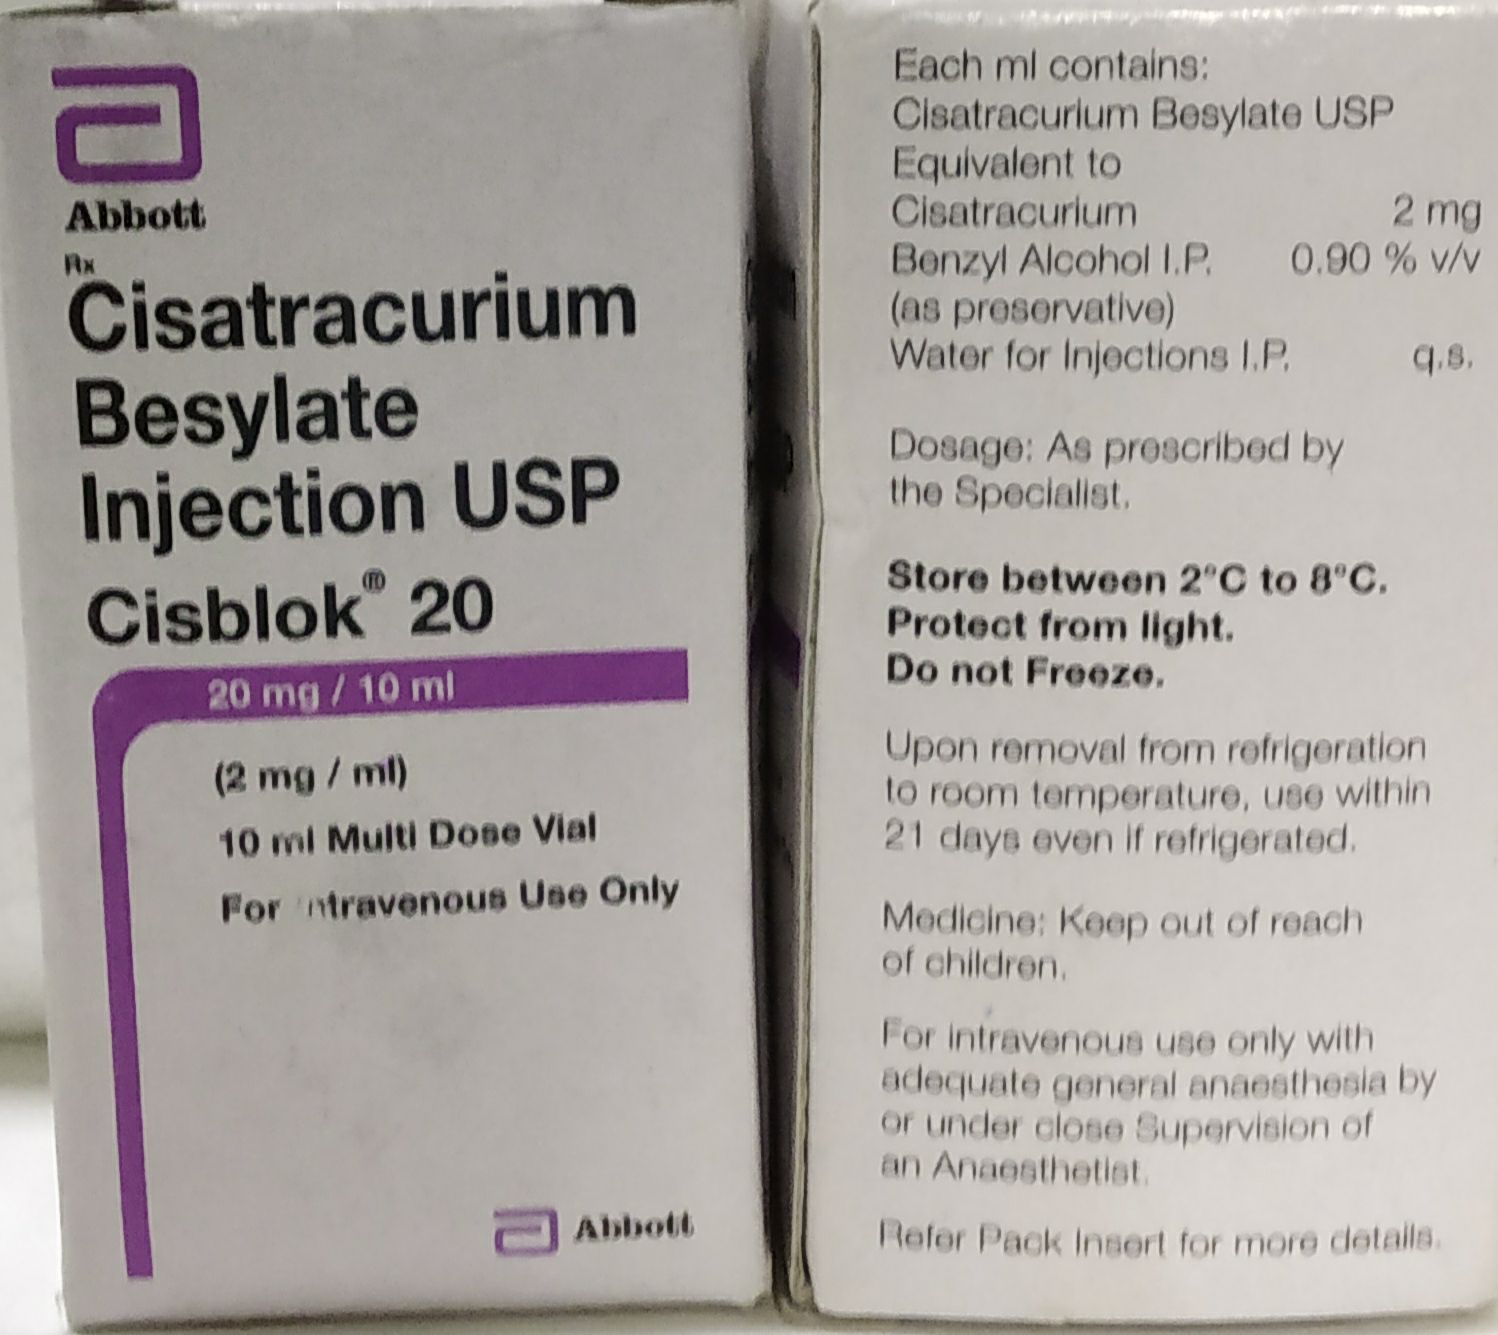 Abbott
Rx
Cisatracurium
Besylate
Injection USP
Cisblok® 20
20 mg / 10 ml
(2 mg / ml)
10 ml Multi Dose Vial
For Intravenous Use Only
Abbott
Each ml contains:
Cisatracurium Besylate USP
Equivalent to
Cisatracurium 2 mg
Benzyl Alcohol I.P. 0.90 % v/v
(as preservative)
Water for Injections I.P. q.s.
Dosage: As prescribed by
the Specialist.
Store between 2°C to 8°C.
Protect from light.
Do not Freeze.
Upon removal from refrigeration
to room temperature, use within
21 days even if refrigerated.
Medicine: Keep out of reach
of children.
For intravenous use only with
adequate general anaesthesia by
or under close Supervision of
an Anaesthetist.
Refer Pack Insert for more details.